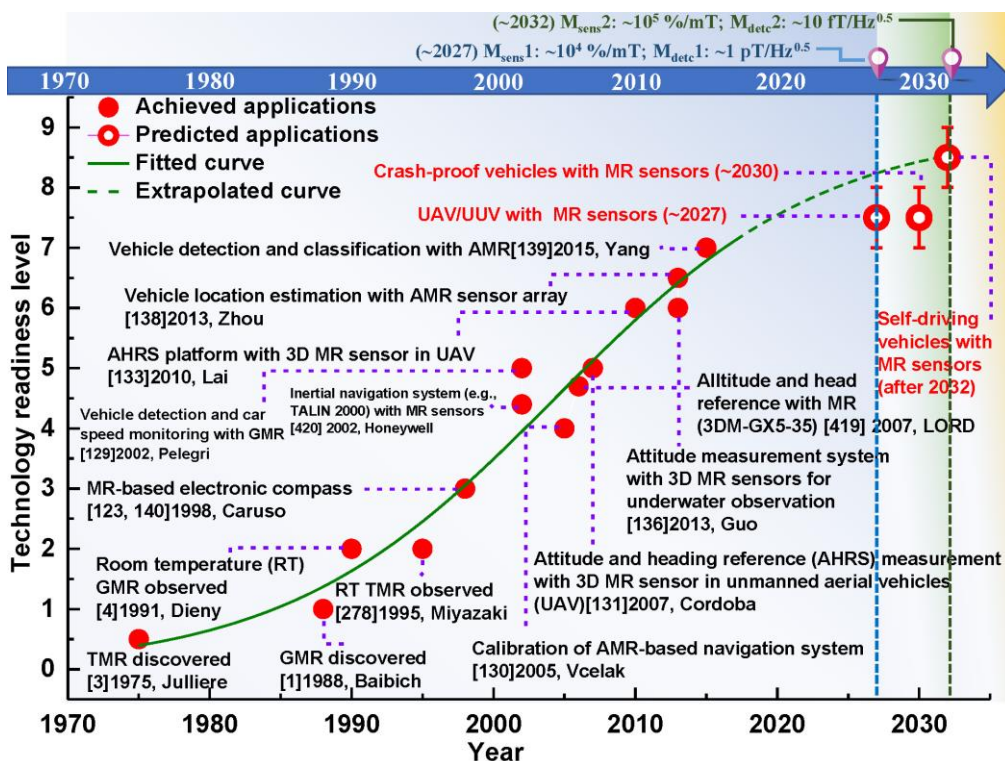 (~2032) Msens2: ~10⁵ %/mT; Mdetc2: ~10 fT/Hz⁰·⁵
(~2027) Msens1: ~10⁴ %/mT; Mdetc1: ~1 pT/Hz⁰·⁵
1970 1980 1990 2000 2010 2020 2030
Achieved applications
Predicted applications
Fitted curve
Extrapolated curve
Crash-proof vehicles with MR sensors (~2030)
UAV/UUV with MR sensors (~2027)
Vehicle detection and classification with AMR[139]2015, Yang
Vehicle location estimation with AMR sensor array
[138]2013, Zhou
AHRS platform with 3D MR sensor in UAV
[133]2010, Lai
Self-driving
vehicles with
MR sensors
(after 2032)
Inertial navigation system (e.g.,
TALIN 2000) with MR sensors
[420] 2002, Honeywell
Vehicle detection and car
speed monitoring with GMR
[129]2002, Pelegri
Alltitude and head
reference with MR
(3DM-GX5-35) [419] 2007, LORD
Attitude measurement system
with 3D MR sensors for
underwater observation
[136]2013, Guo
MR-based electronic compass
[123, 140]1998, Caruso
Room temperature (RT)
GMR observed
[4]1991, Dieny
RT TMR observed
[278]1995, Miyazaki
Attitude and heading reference (AHRS) measurement
with 3D MR sensor in unmanned aerial vehicles
(UAV)[131]2007, Cordoba
TMR discovered
[3]1975, Julliere
GMR discovered
[1]1988, Baibich
Calibration of AMR-based navigation system
[130]2005, Vcelak
Technology readiness level
9
8
7
6
5
4
3
2
1
0
1970 1980 1990 2000 2010 2020 2030
Year